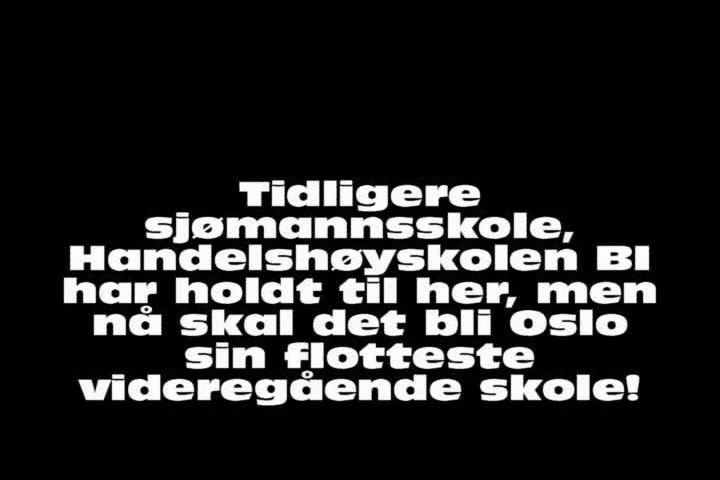 Tidligere
sjømannsskole,
Handelshøyskolen BI
har holdt til her, men
nå skal det bli Oslo
sin flotteste
videregående skole!